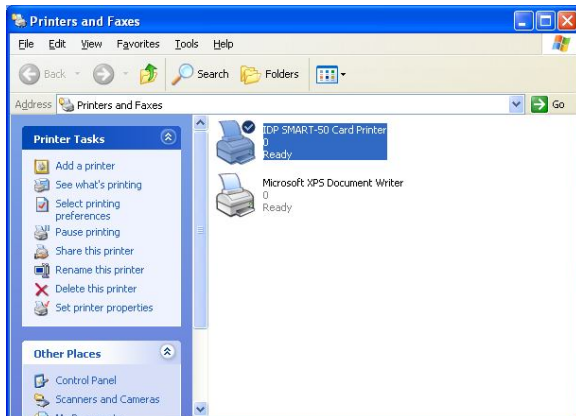 Printers and Faxes
File Edit View Favorites Tools Help
Back Search Folders
Address Printers and Faxes Go
Printer Tasks
Add a printer
See what's printing
Select printing
preferences
Pause printing
Share this printer
Rename this printer
Delete this printer
Set printer properties
Other Places
Control Panel
Scanners and Cameras
IDP SMART-50 Card Printer
0
Ready
Microsoft XPS Document Writer
0
Ready